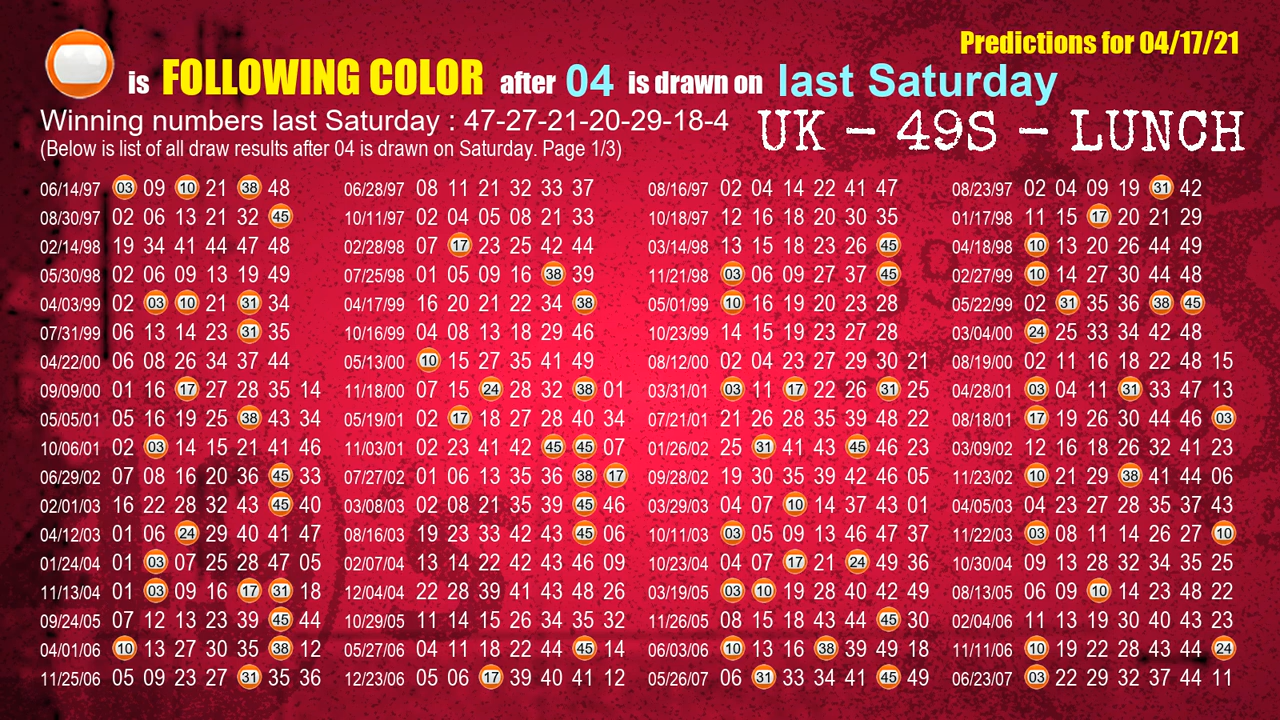 Predictions for 04/17/21
is FOLLOWING COLOR after 04 is drawn on last Saturday
Winning numbers last Saturday : 47-27-21-20-29-18-4
UK - 49S - LUNCH
(Below is list of all draw results after 04 is drawn on Saturday. Page 1/3)
06/14/97 03 09 10 21 38 48 06/28/97 08 11 21 32 33 37 08/16/97 02 04 14 22 41 47 08/23/97 02 04 09 19 31 42
08/30/97 02 06 13 21 32 45 10/11/97 02 04 05 08 21 33 10/18/97 12 16 18 20 30 35 01/17/98 11 15 17 20 21 29
02/14/98 19 34 41 44 47 48 02/28/98 07 17 23 25 42 44 03/14/98 13 15 18 23 26 45 04/18/98 10 13 20 26 44 49
05/30/98 02 06 09 13 19 49 07/25/98 01 05 09 16 38 39 11/21/98 03 06 09 27 37 45 02/27/99 10 14 27 30 44 48
04/03/99 02 03 10 21 31 34 04/17/99 16 20 21 22 34 38 05/01/99 10 16 19 20 23 28 05/22/99 02 31 35 36 38 45
07/31/99 06 13 14 23 31 35 10/16/99 04 08 13 18 29 46 10/23/99 14 15 19 23 27 28 03/04/00 24 25 33 34 42 48
04/22/00 06 08 26 34 37 44 05/13/00 10 15 27 35 41 49 08/12/00 02 04 23 27 29 30 21 08/19/00 02 11 16 18 22 48 15
09/09/00 01 16 17 27 28 35 14 11/18/00 07 15 24 28 32 38 01 03/31/01 03 11 17 22 26 31 25 04/28/01 03 04 11 31 33 47 13
05/05/01 05 16 19 25 38 43 34 05/19/01 02 17 18 27 28 40 34 07/21/01 21 26 28 35 39 48 22 08/18/01 17 19 26 30 44 46 03
10/06/01 02 03 14 15 21 41 46 11/03/01 02 23 41 42 45 45 07 01/26/02 25 31 41 43 45 46 23 03/09/02 12 16 18 26 32 41 23
06/29/02 07 08 16 20 36 45 33 07/27/02 01 06 13 35 36 38 17 09/28/02 19 30 35 39 42 46 05 11/23/02 10 21 29 38 41 44 06
02/01/03 16 22 28 32 43 45 40 03/08/03 02 08 21 35 39 45 46 03/29/03 04 07 10 14 37 43 01 04/05/03 04 23 27 28 35 37 43
04/12/03 01 06 24 29 40 41 47 08/16/03 19 23 33 42 43 45 06 10/11/03 03 05 09 13 46 47 37 11/22/03 03 08 11 14 26 27 10
01/24/04 01 03 07 25 28 47 05 02/07/04 13 14 22 42 43 46 09 10/23/04 04 07 17 21 24 49 36 10/30/04 09 13 28 32 34 35 25
11/13/04 01 03 09 16 17 31 18 12/04/04 22 28 39 41 43 48 26 03/19/05 03 10 19 28 40 42 49 08/13/05 06 09 10 14 23 48 22
09/24/05 07 12 13 23 39 45 44 10/29/05 11 14 15 26 34 35 32 11/26/05 08 15 18 43 44 45 30 02/04/06 11 13 19 30 40 43 23
04/01/06 10 13 27 30 35 38 12 05/27/06 04 11 18 22 44 45 14 06/03/06 10 13 16 38 39 49 18 11/11/06 10 19 22 28 43 44 24
11/25/06 05 09 23 27 31 35 36 12/23/06 05 06 17 39 40 41 12 05/26/07 06 31 33 34 41 45 49 06/23/07 03 22 29 32 37 44 11